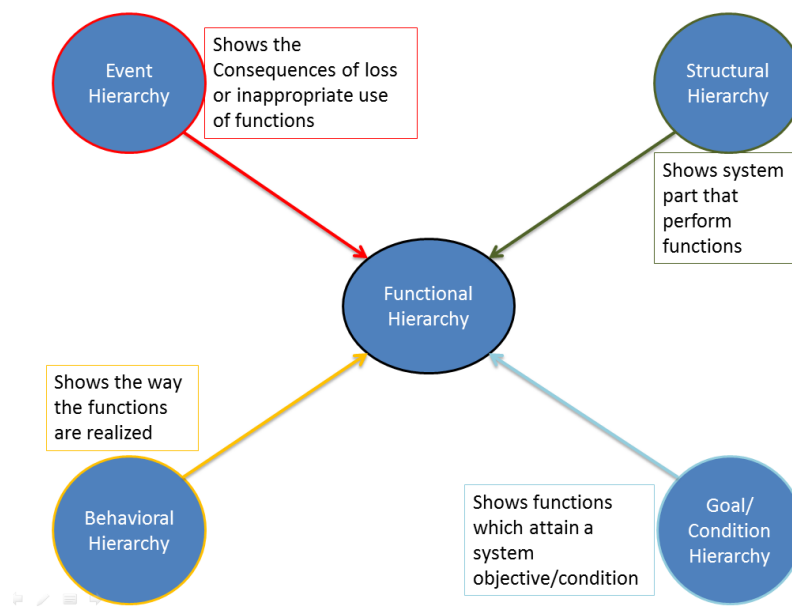 Event
Hierarchy
Shows the
Consequences of loss
or inappropriate use
of functions
Structural
Hierarchy
Shows system
part that
perform
functions
Functional
Hierarchy
Shows the way
the functions
are realized
Behavioral
Hierarchy
Shows functions
which attain a
system
objective/condition
Goal/
Condition
Hierarchy